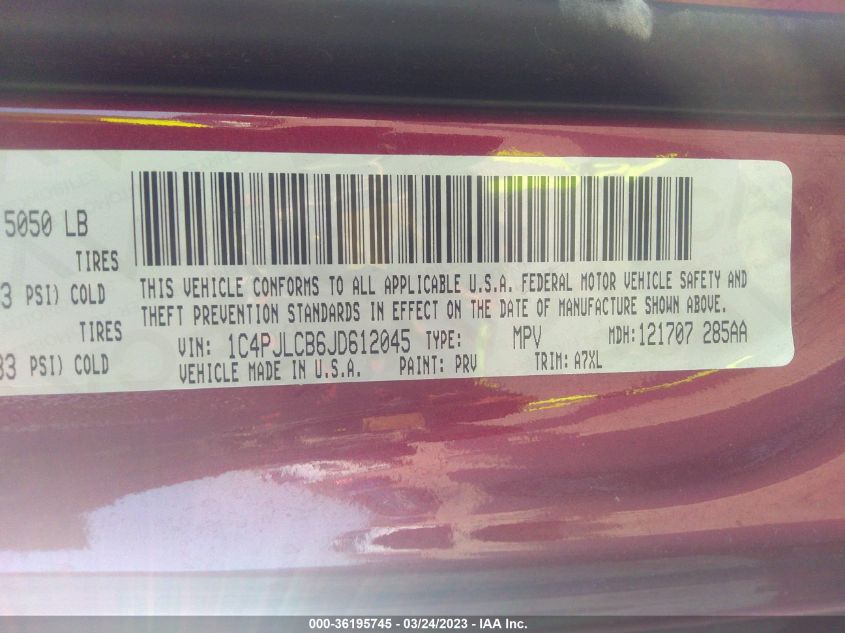 5050 LB
TIRES
3 PSI) COLD
TIRES
33 PSI) COLD
THIS VEHICLE CONFORMS TO ALL APPLICABLE U.S.A. FEDERAL MOTOR VEHICLE SAFETY AND
THEFT PREVENTION STANDARDS IN EFFECT ON THE DATE OF MANUFACTURE SHOWN ABOVE.
VIN: 1C4PJLCB6JD612045 TYPE: MPV MDH: 121707 285AA
VEHICLE MADE IN U.S.A. PAINT: PRV TRIM: A7XL
000-36195745 - 03/24/2023 - IAA Inc.